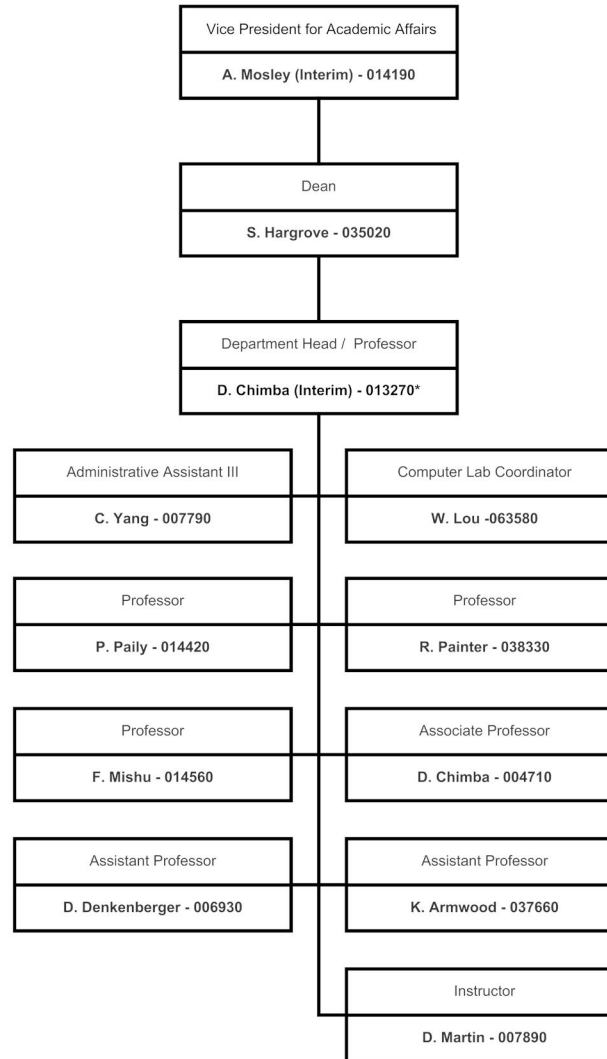 Vice President for Academic Affairs
A. Mosley (Interim) - 014190
Dean
S. Hargrove - 035020
Department Head /  Professor
D. Chimba (Interim) - 013270*
Administrative Assistant III
C. Yang - 007790
Computer Lab Coordinator
W. Lou -063580
Professor
P. Paily - 014420
Professor
R. Painter - 038330
Professor
F. Mishu - 014560
Associate Professor
D. Chimba - 004710
Assistant Professor
D. Denkenberger - 006930
Assistant Professor
K. Armwood - 037660
Instructor
D. Martin - 007890